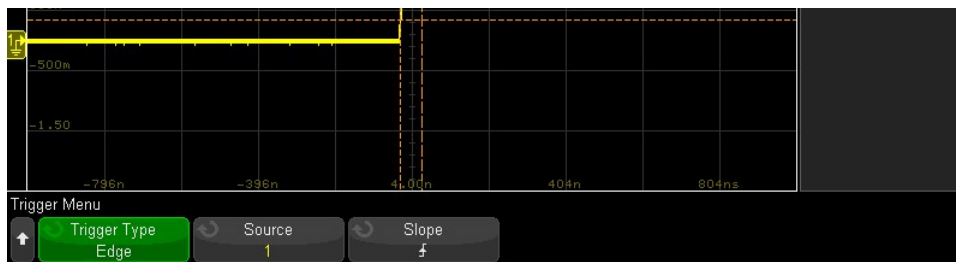 1
-500m
-1.50
-796n -396n 4.00n 404n 804ns
Trigger Menu
Trigger Type Source Slope
Edge 1